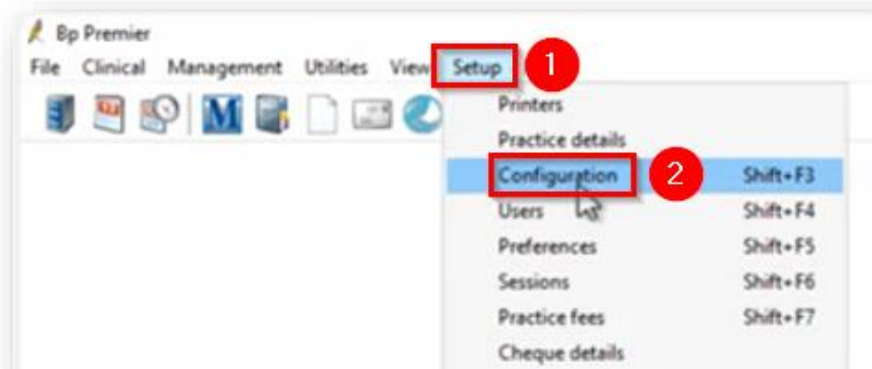 Bp Premier
File Clinical Management Utilities View Setup 1
M
Printers
Practice details
Configuration 2 Shift+F3
Users Shift+F4
Preferences Shift+F5
Sessions Shift+F6
Practice fees Shift+F7
Cheque details